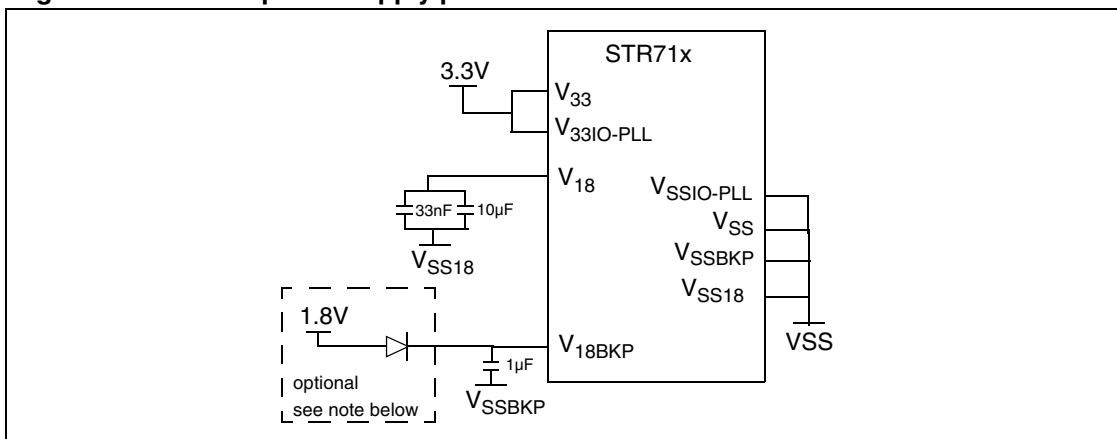 STR71x
3.3V
V33
V33IO-PLL
V18
33nF 10µF
VSS18
VSSIO-PLL
VSS
VSSBKP
VSS18
VSS
1.8V
V18BKP
1µF
VSSBKP
optional
see note below